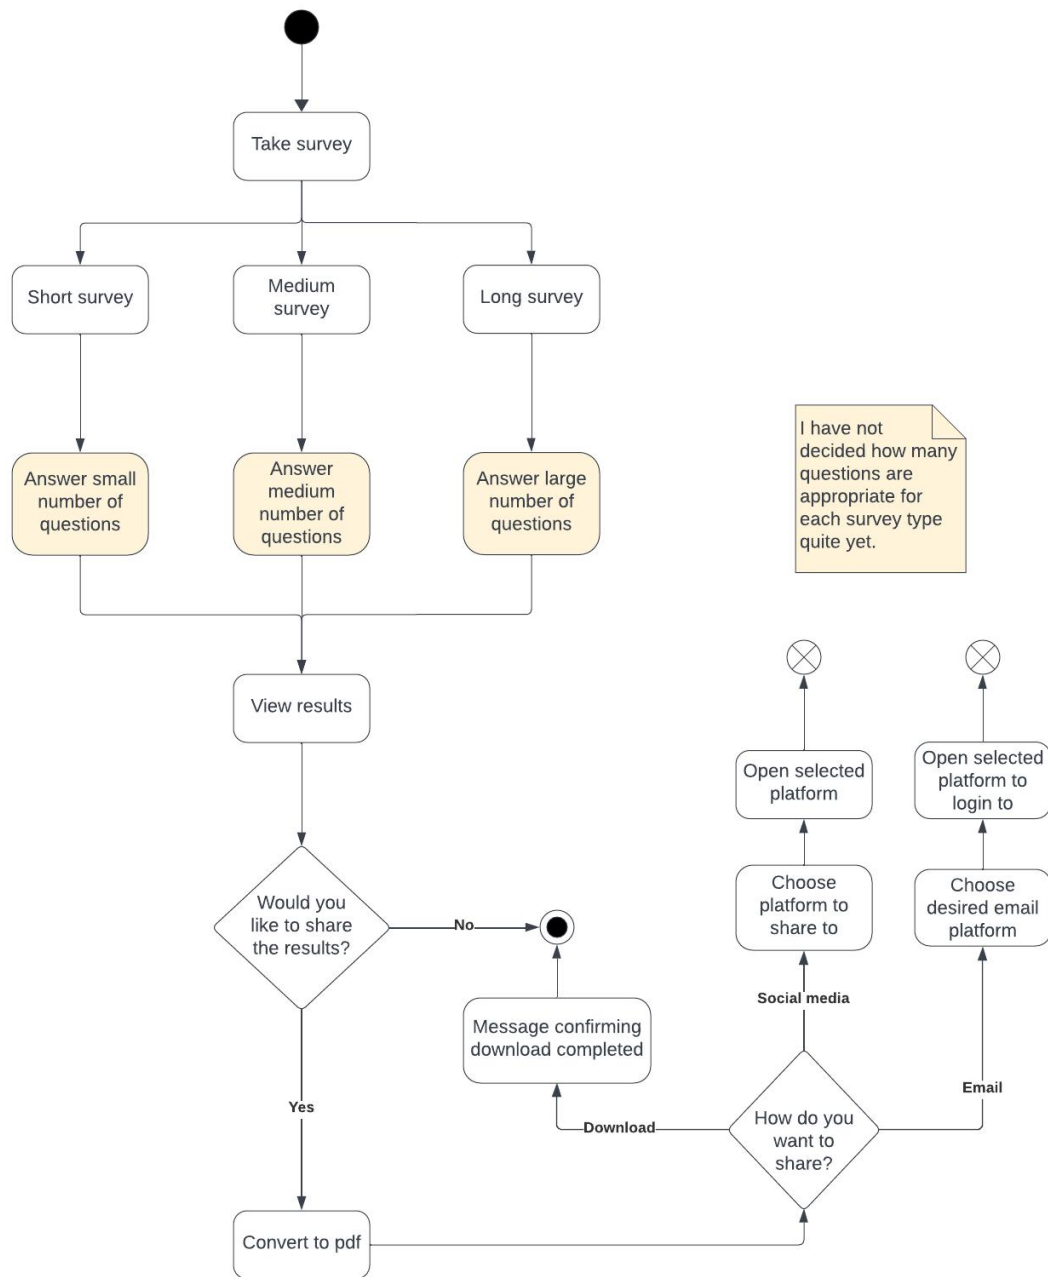 Take survey
Short survey
Medium
survey
Long survey
Answer small
number of
questions
Answer
medium
number of
questions
Answer large
number of
questions
I have not
decided how many
questions are
appropriate for
each survey type
quite yet.
View results
Open selected
platform
Open selected
platform to
login to
Choose
platform to
share to
Choose
desired email
platform
Would you
like to share
the results?
No
Social media
Message confirming
download completed
Email
Yes
Download
How do you
want to
share?
Convert to pdf